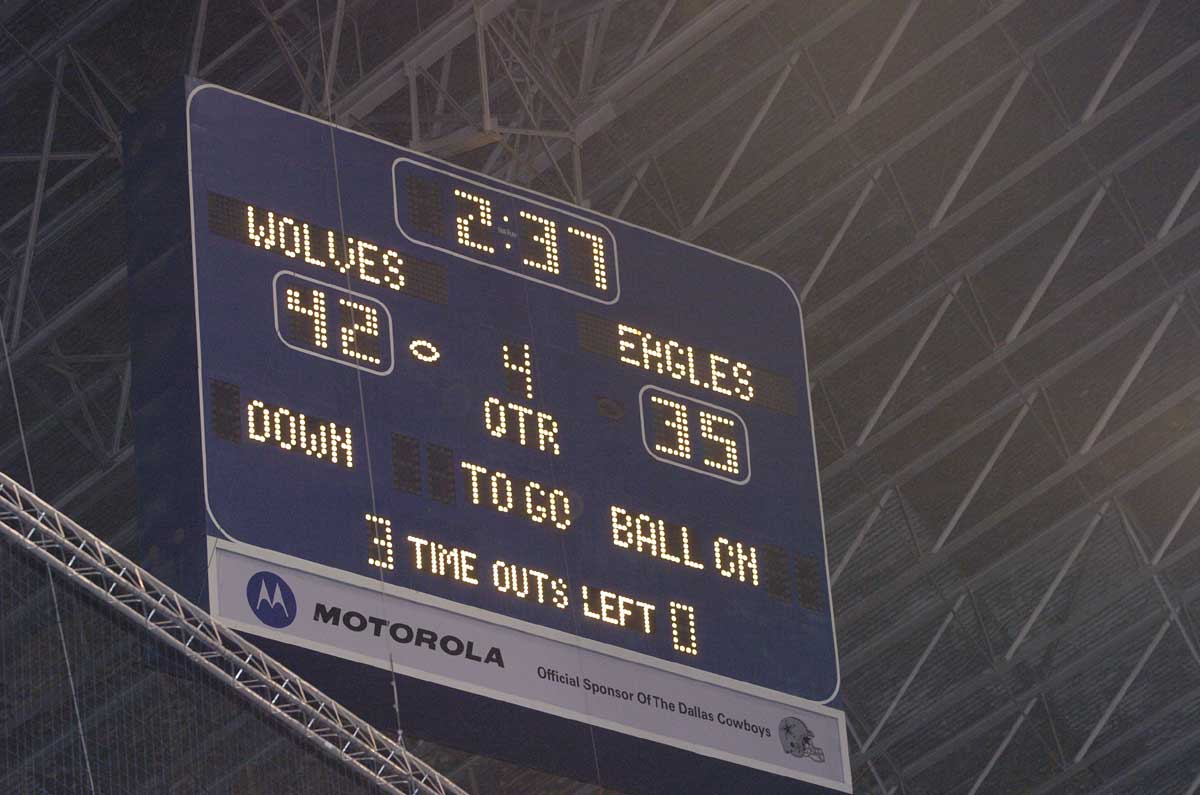 2:37
WOLVES
EAGLES
42
4
35
QTR
DOWN
TO GO
BALL ON
3 TIME OUTS LEFT 0
MOTOROLA
Official Sponsor Of The Dallas Cowboys